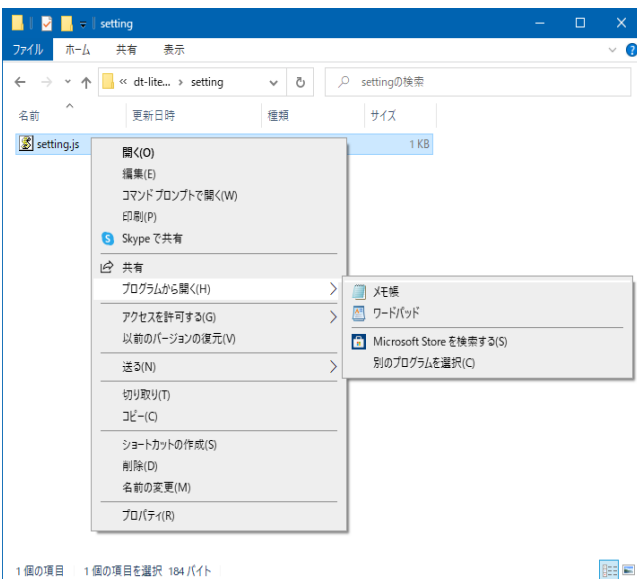 setting
ファイル ホーム 共有 表示
« dt-lite... › setting
settingの検索
名前 更新日時 種類 サイズ
setting.js 1 KB
開く(O)
編集(E)
コマンド プロンプトで開く(W)
印刷(P)
Skype で共有
共有
プログラムから開く(H)
メモ帳
ワードパッド
Microsoft Store を検索する(S)
別のプログラムを選択(C)
アクセスを許可する(G)
以前のバージョンの復元(V)
送る(N)
切り取り(T)
コピー(C)
ショートカットの作成(S)
削除(D)
名前の変更(M)
プロパティ(R)
1 個の項目 1 個の項目を選択 184 バイト